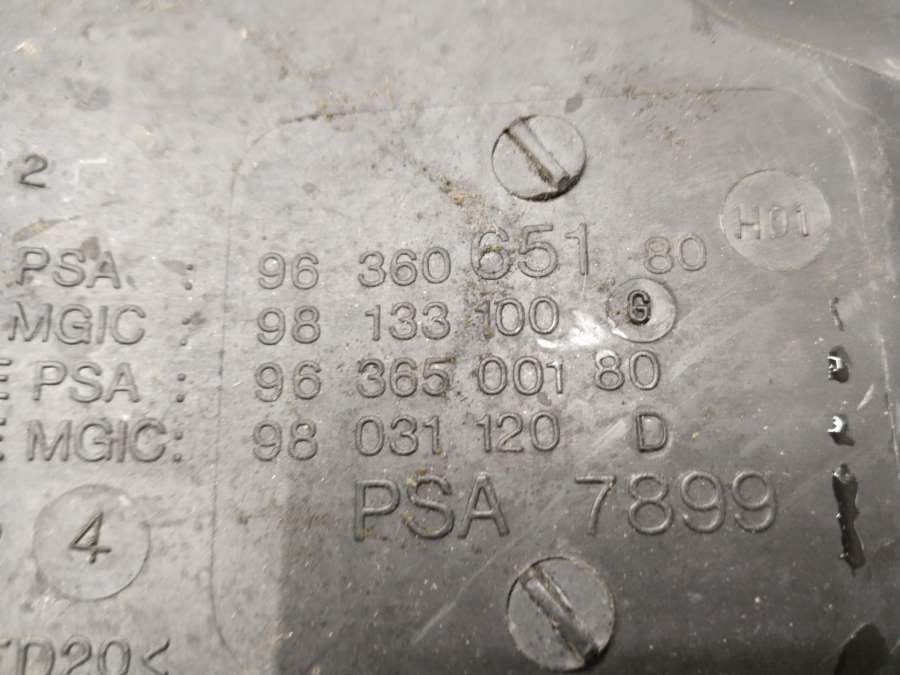 2
H01
PSA : 96 360 651 80
MGIC : 98 133 100 G
E PSA : 96 365 001 80
E MGIC: 98 031 120 D
PSA 7899
4
TD20<